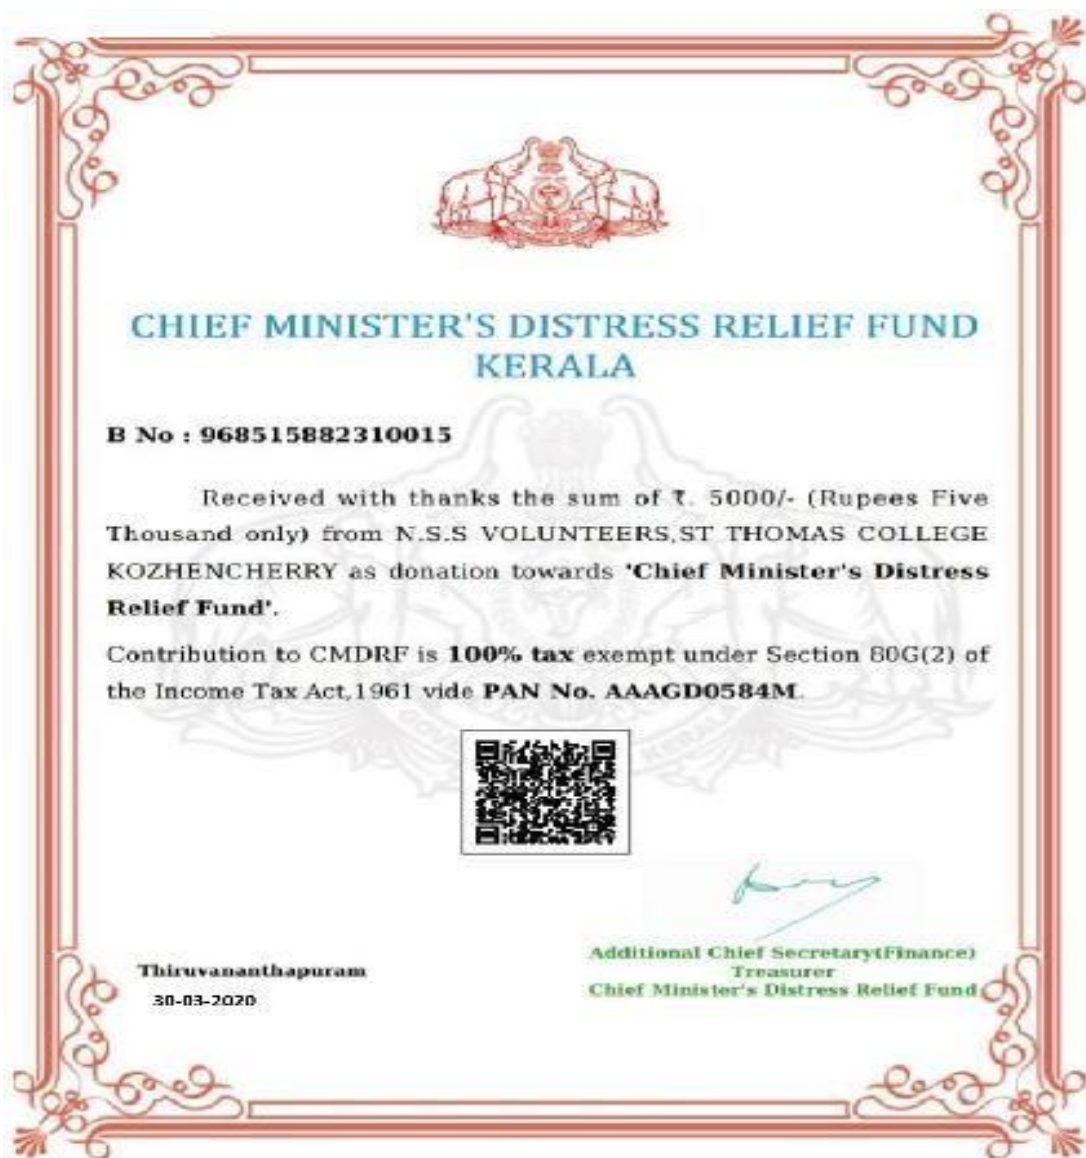 CHIEF MINISTER'S DISTRESS RELIEF FUND
KERALA
B No : 968515882310015
Received with thanks the sum of ₹. 5000/- (Rupees Five
Thousand only) from N.S.S VOLUNTEERS,ST THOMAS COLLEGE
KOZHENCHERRY as donation towards 'Chief Minister's Distress
Relief Fund'.
Contribution to CMDRF is 100% tax exempt under Section 80G(2) of
the Income Tax Act,1961 vide PAN No. AAAGD0584M.
Additional Chief Secretary(Finance)
Treasurer
Chief Minister's Distress Relief Fund
Thiruvananthapuram
30-03-2020